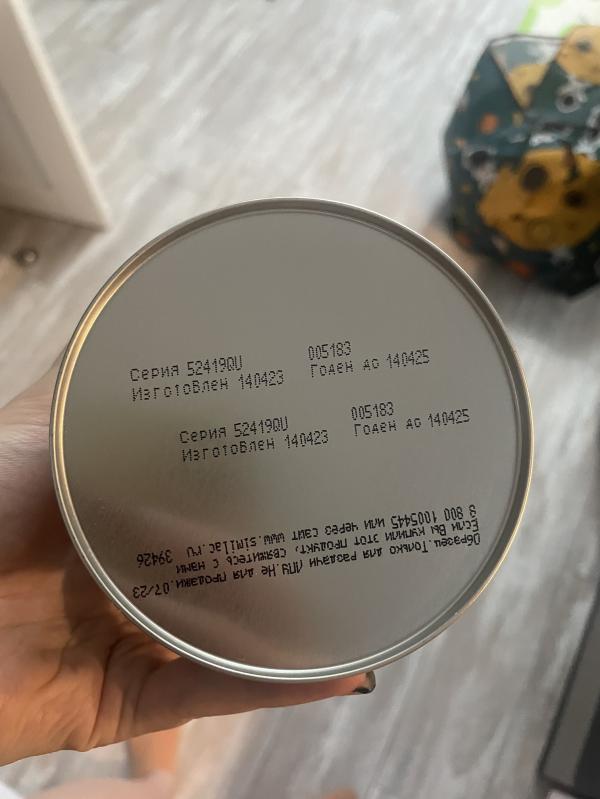 Серия 52419QU 005183
Изготовлен 140423 Годен до 140425
Серия 52419QU 005183
Изготовлен 140423 Годен до 140425
Образец.Только для раздачи ЛПУ.Не для продажи.07/23
Если Вы купили этот продукт, свяжитесь с нами
8 800 1005445 или через сайт www.similac.ru 39426